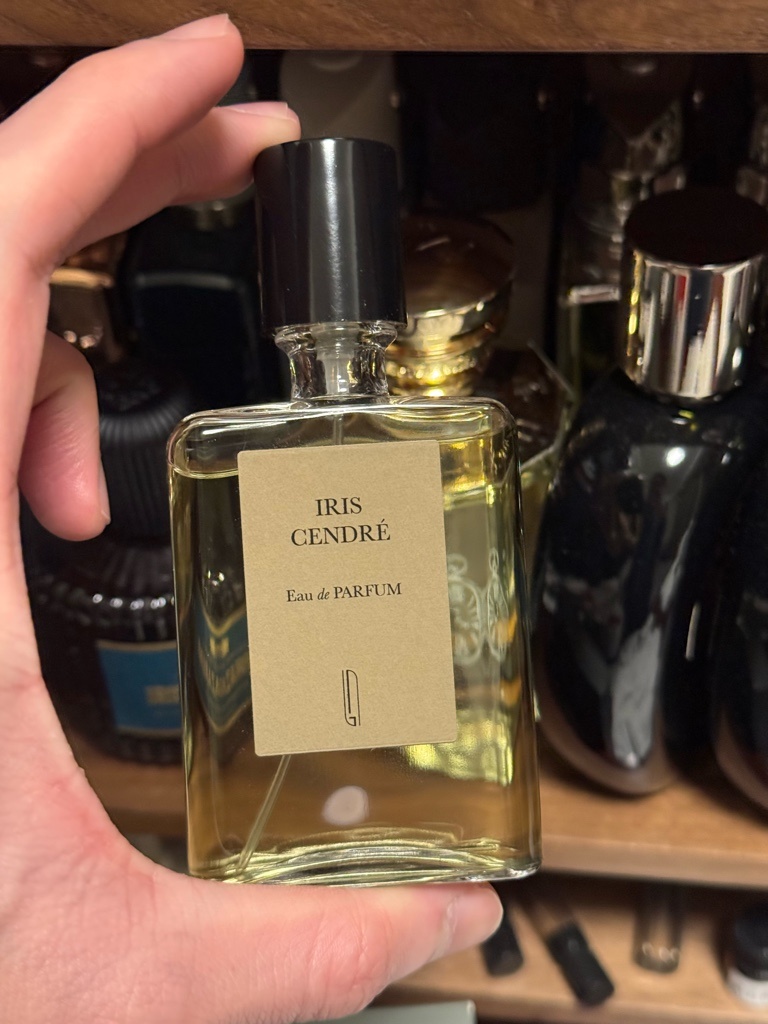 IRIS
CENDRÉ
Eau de PARFUM